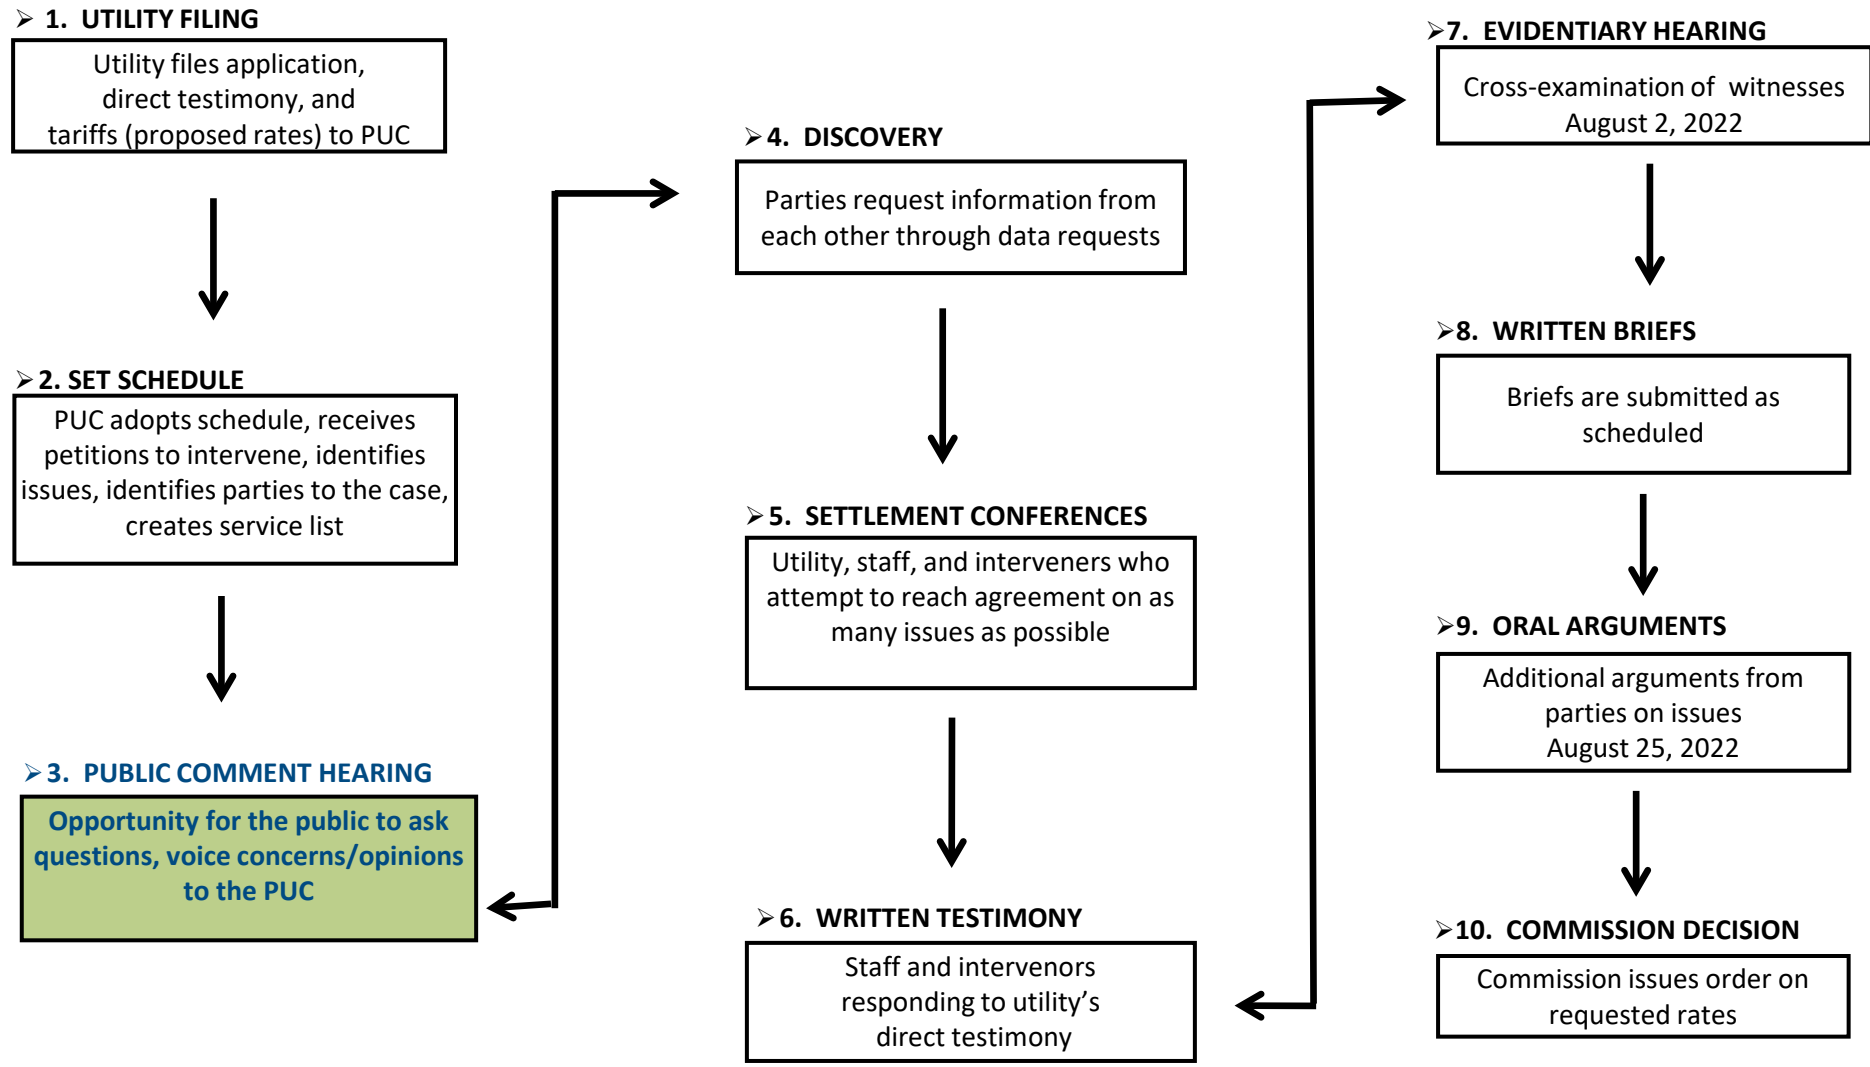 ➢ 1. UTILITY FILING
Utility files application,
direct testimony, and
tariffs (proposed rates) to PUC
➢ 2. SET SCHEDULE
PUC adopts schedule, receives
petitions to intervene, identifies
issues, identifies parties to the case,
creates service list
➢ 3. PUBLIC COMMENT HEARING
Opportunity for the public to ask
questions, voice concerns/opinions
to the PUC
➢ 4. DISCOVERY
Parties request information from
each other through data requests
➢ 5. SETTLEMENT CONFERENCES
Utility, staff, and interveners who
attempt to reach agreement on as
many issues as possible
➢ 6. WRITTEN TESTIMONY
Staff and intervenors
responding to utility’s
direct testimony
➢7. EVIDENTIARY HEARING
Cross-examination of witnesses
August 2, 2022
➢8. WRITTEN BRIEFS
Briefs are submitted as
scheduled
➢9. ORAL ARGUMENTS
Additional arguments from
parties on issues
August 25, 2022
➢10. COMMISSION DECISION
Commission issues order on
requested rates